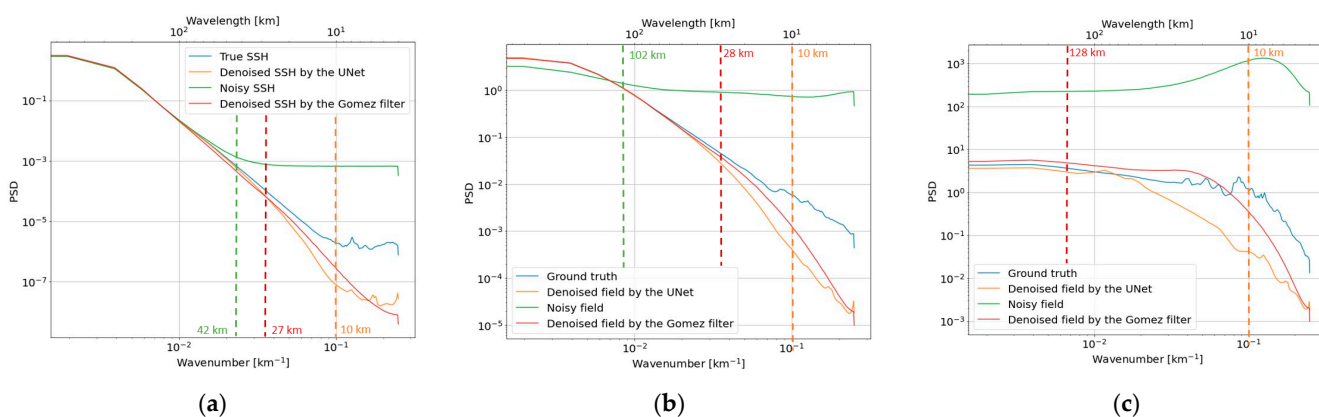 Wavelength [km]
10² 10¹
True SSH
Denoised SSH by the UNet
Noisy SSH
Denoised SSH by the Gomez filter
PSD
10⁻¹
10⁻³
10⁻⁵
10⁻⁷
42 km 27 km 10 km
10⁻² 10⁻¹
Wavenumber [km⁻¹]
(a)
Wavelength [km]
10² 10¹
102 km 28 km 10 km
PSD
10⁰
10⁻¹
10⁻²
10⁻³
10⁻⁴
10⁻⁵
Ground truth
Denoised field by the UNet
Noisy field
Denoised field by the Gomez filter
10⁻² 10⁻¹
Wavenumber [km⁻¹]
(b)
Wavelength [km]
10² 10¹
128 km 10 km
PSD
10³
10²
10¹
10⁰
10⁻¹
10⁻²
10⁻³
Ground truth
Denoised field by the UNet
Noisy field
Denoised field by the Gomez filter
10⁻² 10⁻¹
Wavenumber [km⁻¹]
(c)